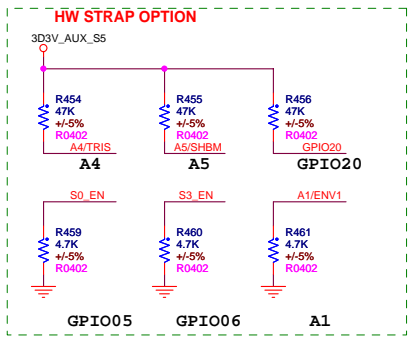 HW STRAP OPTION
3D3V_AUX_S5
R454
47K
+/-5%
R0402
R455
47K
+/-5%
R0402
R456
47K
+/-5%
R0402
A4/TRIS
A5/SHBM
GPIO20
A4
A5
GPIO20
S0_EN
S3_EN
A1/ENV1
R459
4.7K
+/-5%
R0402
R460
4.7K
+/-5%
R0402
R461
4.7K
+/-5%
R0402
GPIO05
GPIO06
A1